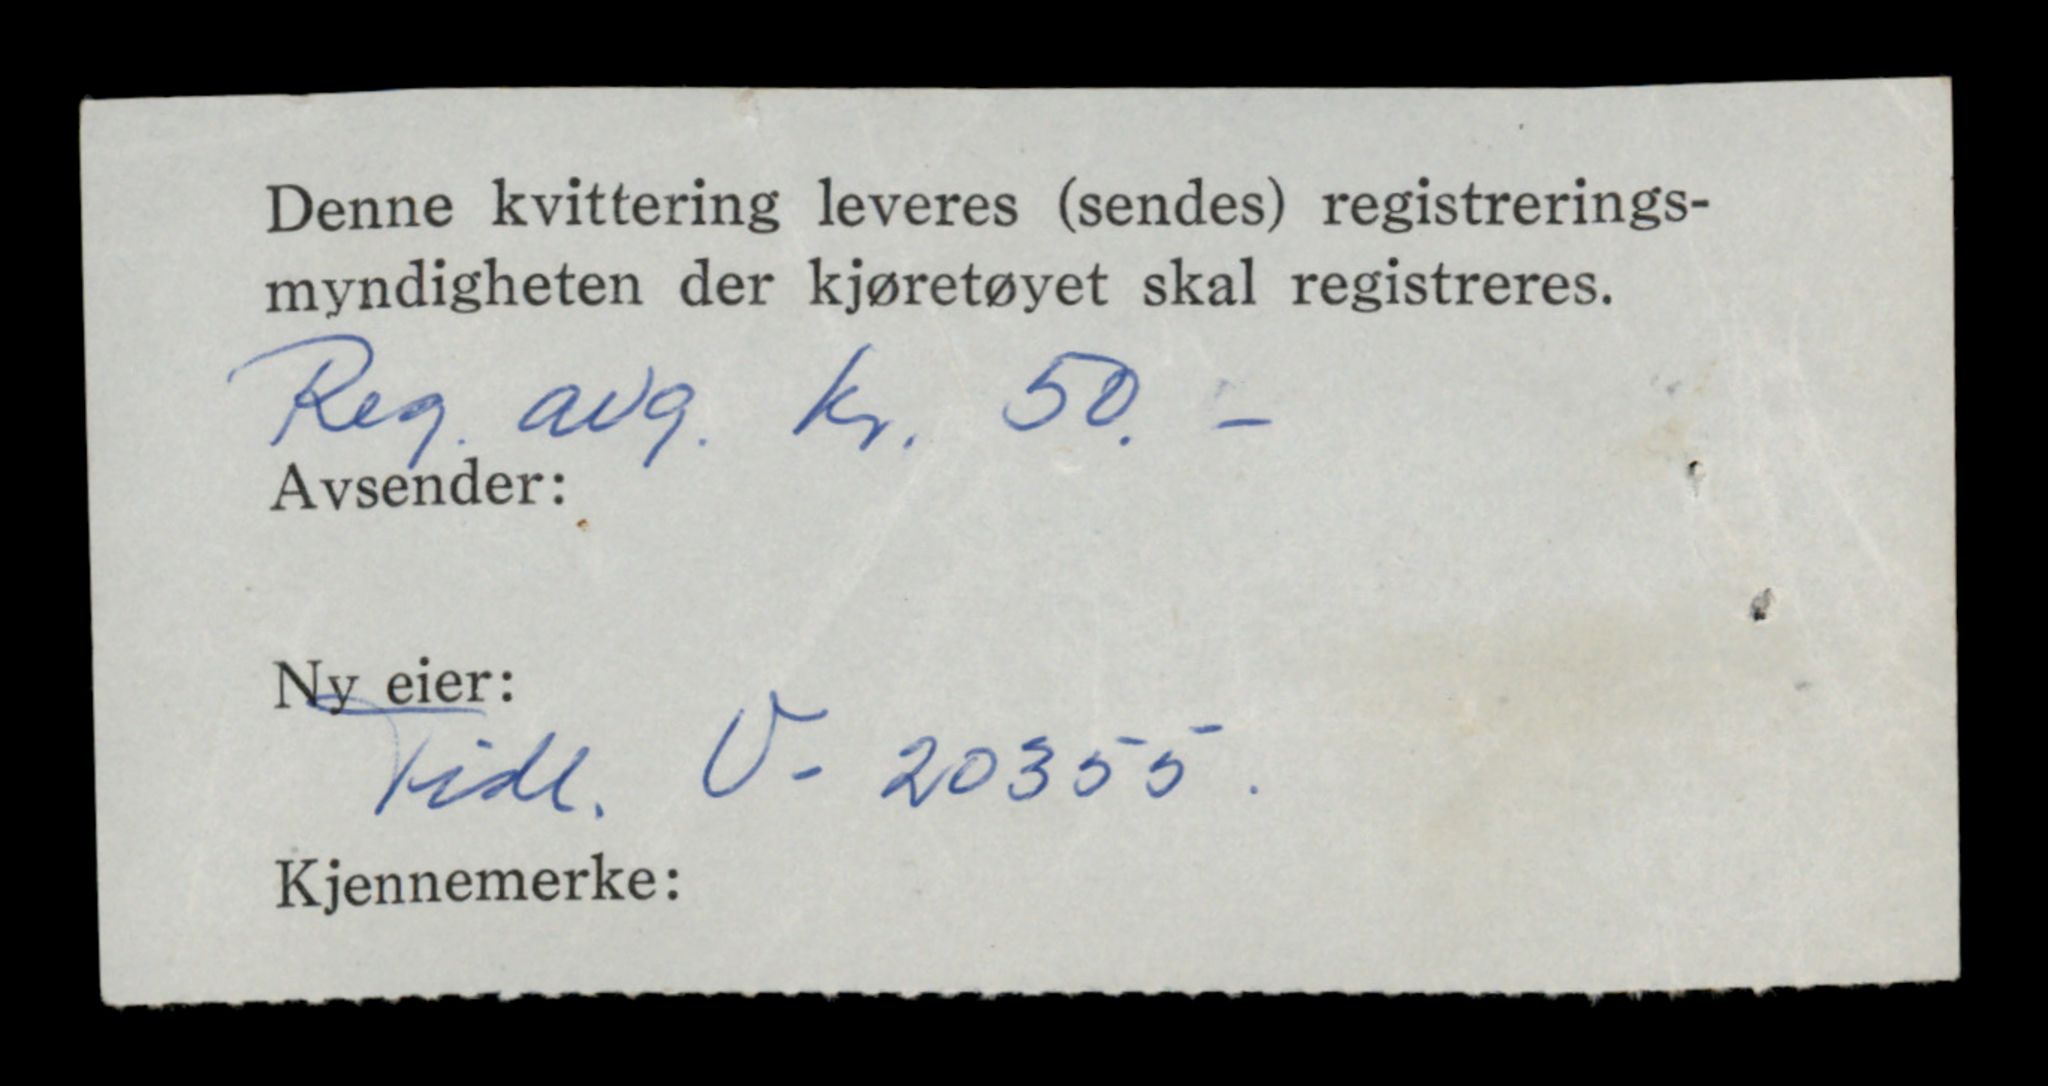 Denne kvittering leveres (sendes) registrerings-
myndigheten der kjøretøyet skal registreres.
Reg. avg. kr. 50. -
Avsender:
Ny eier:
Tidl. U- 20355.
Kjennemerke: